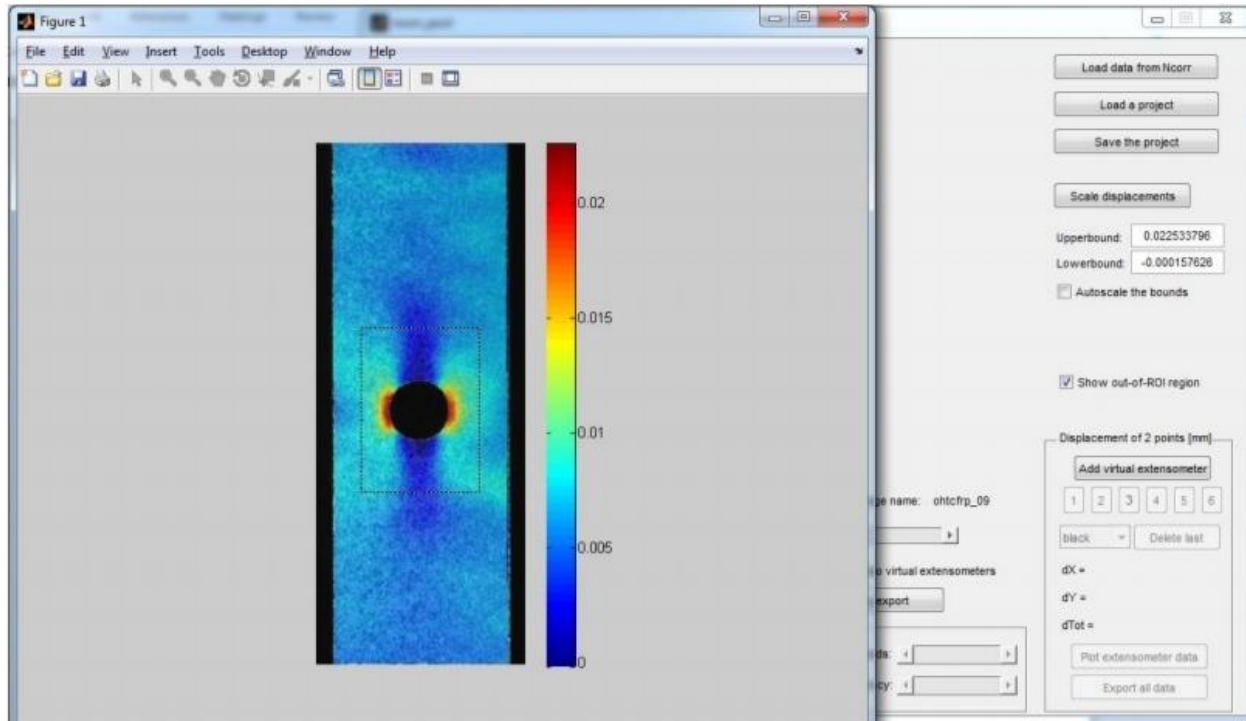 Figure 1
File Edit View Insert Tools Desktop Window Help
0.02
0.015
0.01
0.005
0
Load data from Ncorr
Load a project
Save the project
Scale displacements
Upperbound: 0.022533796
Lowerbound: -0.000157626
Autoscale the bounds
Show out-of-ROI region
Displacement of 2 points [mm]
Add virtual extensometer
1 2 3 4 5 6
ge name: ohtcfrp_09
black Delete last
virtual extensometers
dX =
export
dY =
dTot =
ds:
Plot extensometer data
cy:
Export all data